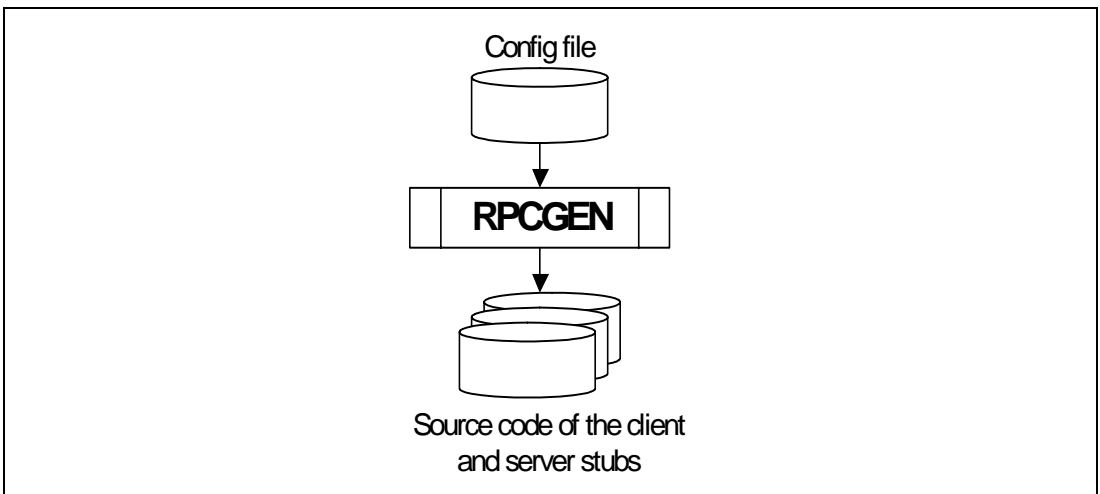 Config file
RPCGEN
Source code of the client
and server stubs